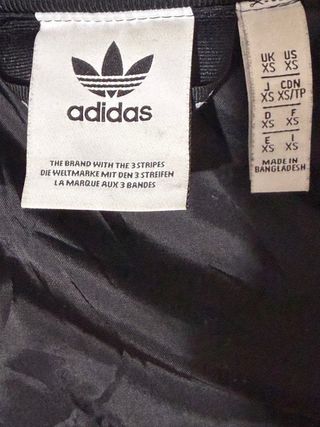 adidas
THE BRAND WITH THE 3 STRIPES
DIE WELTMARKE MIT DEN 3 STREIFEN
LA MARQUE AUX 3 BANDES
UK US
XS XS
J CDN
XS XS/TP
D F
XS XS
E I
XS XS
MADE IN
BANGLADESH